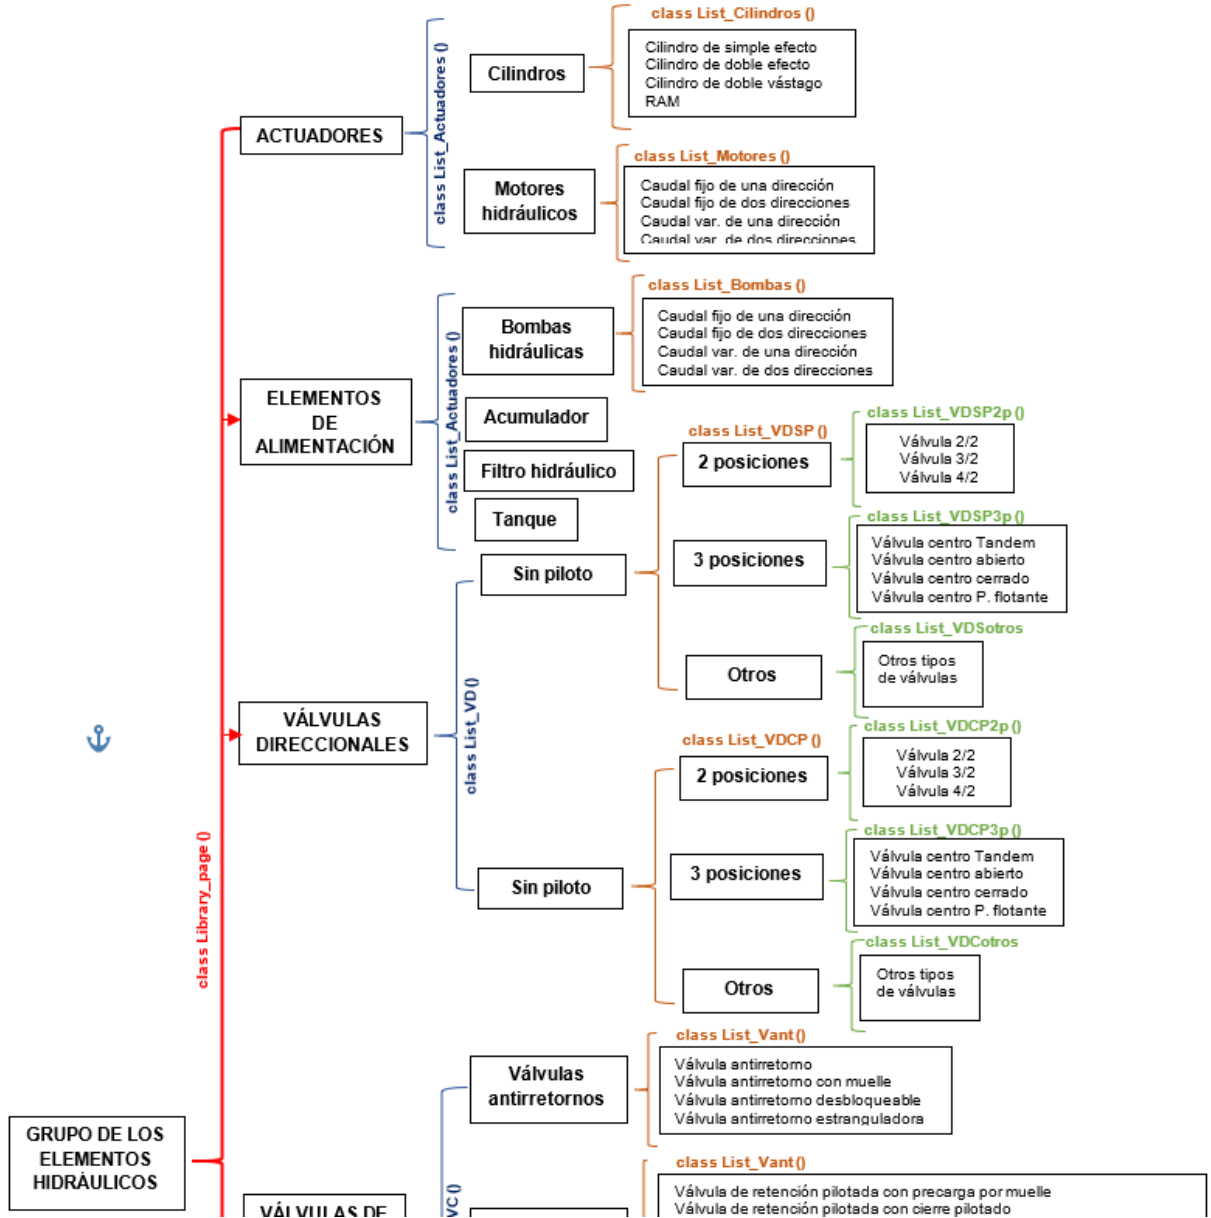 class List_Cilindros ()
Cilindro de simple efecto
Cilindro de doble efecto
Cilindro de doble vástago
RAM
Cilindros
class List_Actuadores ()
ACTUADORES
class List_Motores ()
Motores
hidráulicos
Caudal fijo de una dirección
Caudal fijo de dos direcciones
Caudal var. de una dirección
Caudal var. de dos direcciones
class List_Bombas ()
Bombas
hidráulicas
Caudal fijo de una dirección
Caudal fijo de dos direcciones
Caudal var. de una dirección
Caudal var. de dos direcciones
class List_Actuadores ()
ELEMENTOS
DE
ALIMENTACIÓN
Acumulador
Filtro hidráulico
Tanque
class List_VDSP ()
2 posiciones
class List_VDSP2p ()
Válvula 2/2
Válvula 3/2
Válvula 4/2
Sin piloto
3 posiciones
class List_VDSP3p ()
Válvula centro Tandem
Válvula centro abierto
Válvula centro cerrado
Válvula centro P. flotante
class List_VDSotros
Otros
Otros tipos
de válvulas
VÁLVULAS
DIRECCIONALES
class List_VD ()
class List_VDCP ()
2 posiciones
class List_VDCP2p ()
Válvula 2/2
Válvula 3/2
Válvula 4/2
Sin piloto
3 posiciones
class List_VDCP3p ()
Válvula centro Tandem
Válvula centro abierto
Válvula centro cerrado
Válvula centro P. flotante
class List_VDCotros
Otros
Otros tipos
de válvulas
class Library_page ()
class List_Vant ()
Válvulas
antirretornos
Válvula antirretorno
Válvula antirretorno con muelle
Válvula antirretorno desbloqueable
Válvula antirretorno estranguladora
GRUPO DE LOS
ELEMENTOS
HIDRÁULICOS
class List_Vant ()
Válvula de retención pilotada con precarga por muelle
Válvula de retención pilotada con cierre pilotado
VÁLVULAS DE
VC ()